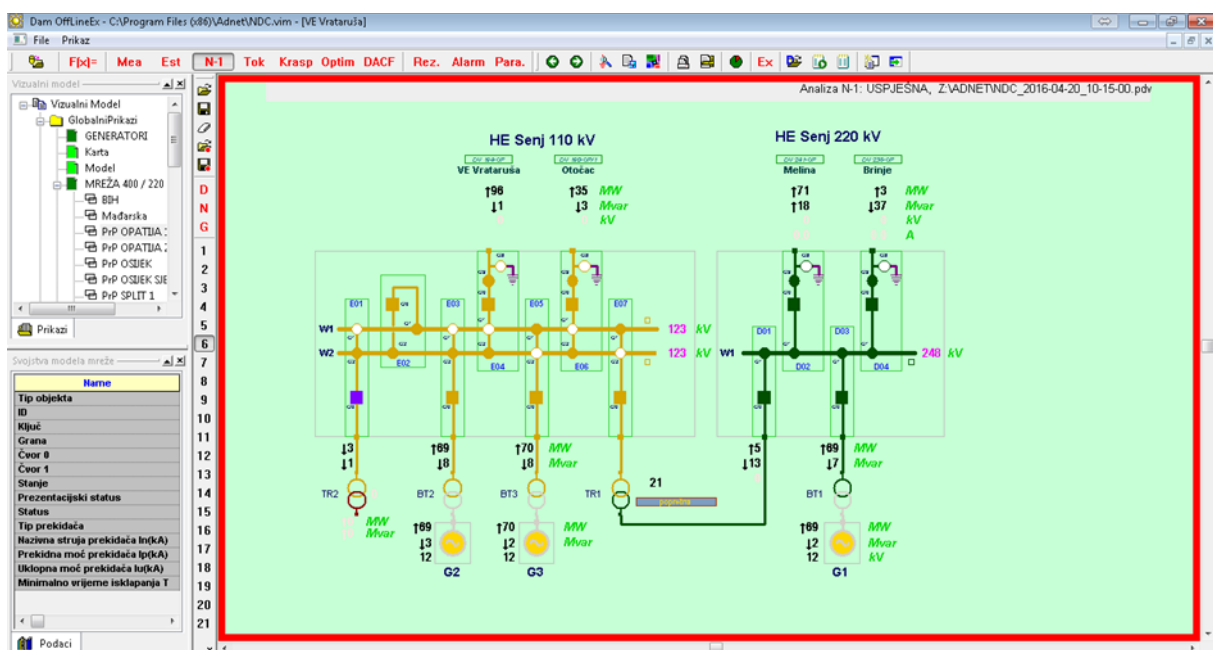 Dam OffLineEx - C:\Program Files (x86)\Adnet\NDC.vim - [VE Vrataruša]
File Prikaz
F(x)= Mea Est N-1 Tok Krasp Optim DACF Rez. Alarm Para. Ex
Vizualni model
Vizualni Model
GlobalniPrikazi
GENERATORI
Karta
Model
MREŽA 400 / 220
BIH
Mađarska
PrP OPATIJA 1
PrP OPATIJA 2
PrP OSIJEK
PrP OSIJEK SJE
PrP SPLIT 1
Prikazi
Svojstva modela mreže
Name
Tip objekta
ID
Ključ
Grana
Čvor 0
Čvor 1
Stanje
Prezentacijski status
Status
Tip prekidača
Nazivna struja prekidača In(kA)
Prekidna moć prekidača Ip(kA)
Uklopna moć prekidača Iu(kA)
Minimalno vrijeme isklapanja T
Podaci
D
N
G
1
2
3
4
5
6
7
8
9
10
11
12
13
14
15
16
17
18
19
20
21
Analiza N-1: USPJEŠNA, Z:\ADNET\NDC_2016-04-20_10-15-00.pdv
HE Senj 110 kV HE Senj 220 kV
VE Vrataruša Otočac Melina Brinje
↑96 ↑35 MW ↑71 ↑3 MW
↓1 ↓3 Mvar ↑18 ↓37 Mvar
kV kV
A
E01 E03 E05 E07
W1 123 kV D01 D03
W2 123 kV W1 248 kV
E02 E04 E06 D02 D04
↓3 ↑69 ↑70 MW ↑5 ↑69 MW
↓1 ↓8 ↓8 Mvar ↓13 ↓7 Mvar
21
TR2 BT2 BT3 TR1 BT1
MW ↑69 ↑70 MW ↑69 MW
Mvar ↓3 ↓2 Mvar ↓2 Mvar
12 12 12 kV
G2 G3 G1